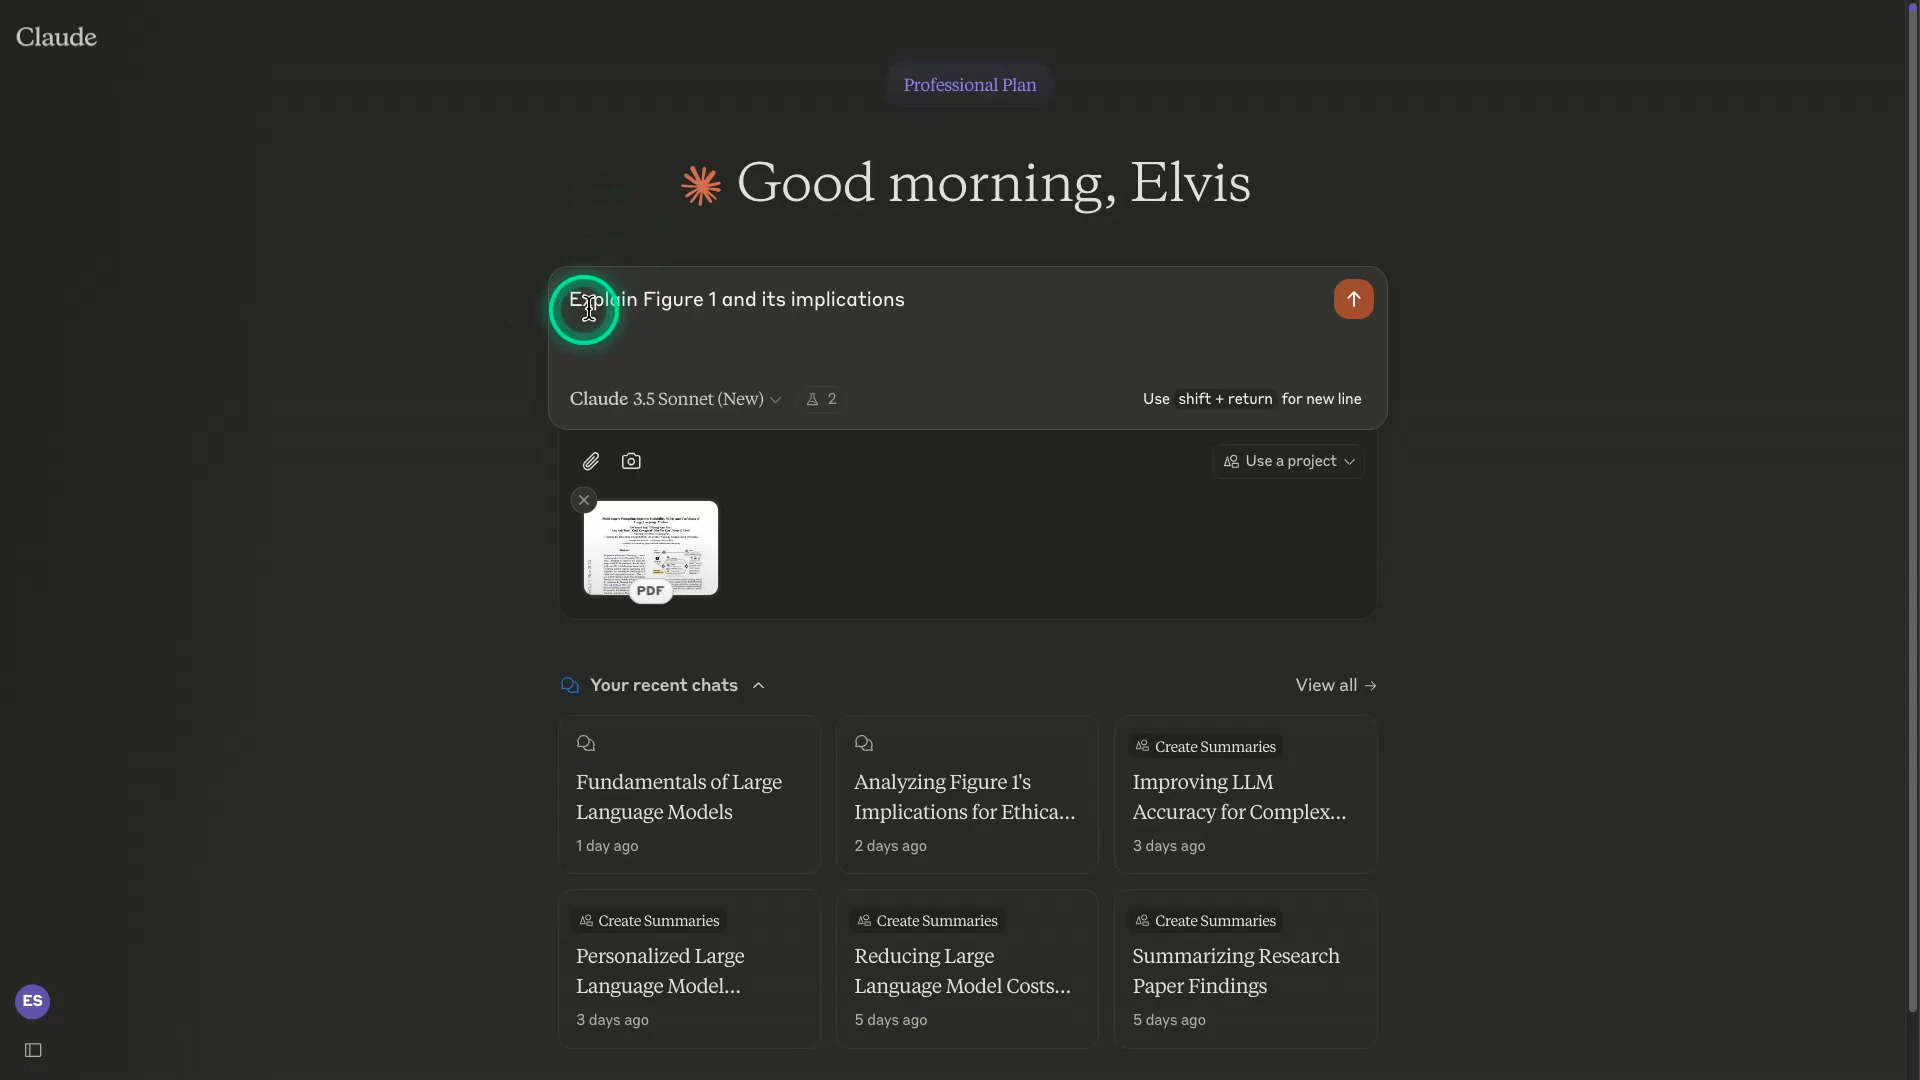 Claude
Professional Plan
Good morning, Elvis
Explain Figure 1 and its implications
Claude 3.5 Sonnet (New)
2
Use shift + return for new line
Use a project
PDF
Your recent chats
View all →
Fundamentals of Large
Language Models
1 day ago
Analyzing Figure 1's
Implications for Ethica...
2 days ago
Create Summaries
Improving LLM
Accuracy for Complex...
3 days ago
Create Summaries
Personalized Large
Language Model...
3 days ago
Create Summaries
Reducing Large
Language Model Costs...
5 days ago
Create Summaries
Summarizing Research
Paper Findings
5 days ago
ES